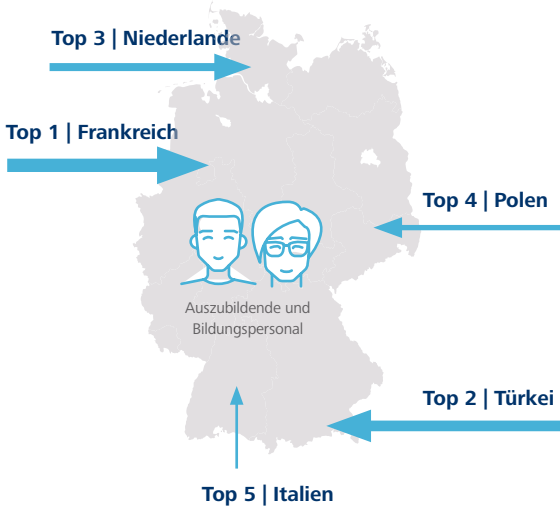 Top 3 | Niederlande
Top 1 | Frankreich
Top 4 | Polen
Auszubildende und
Bildungspersonal
Top 2 | Türkei
Top 5 | Italien